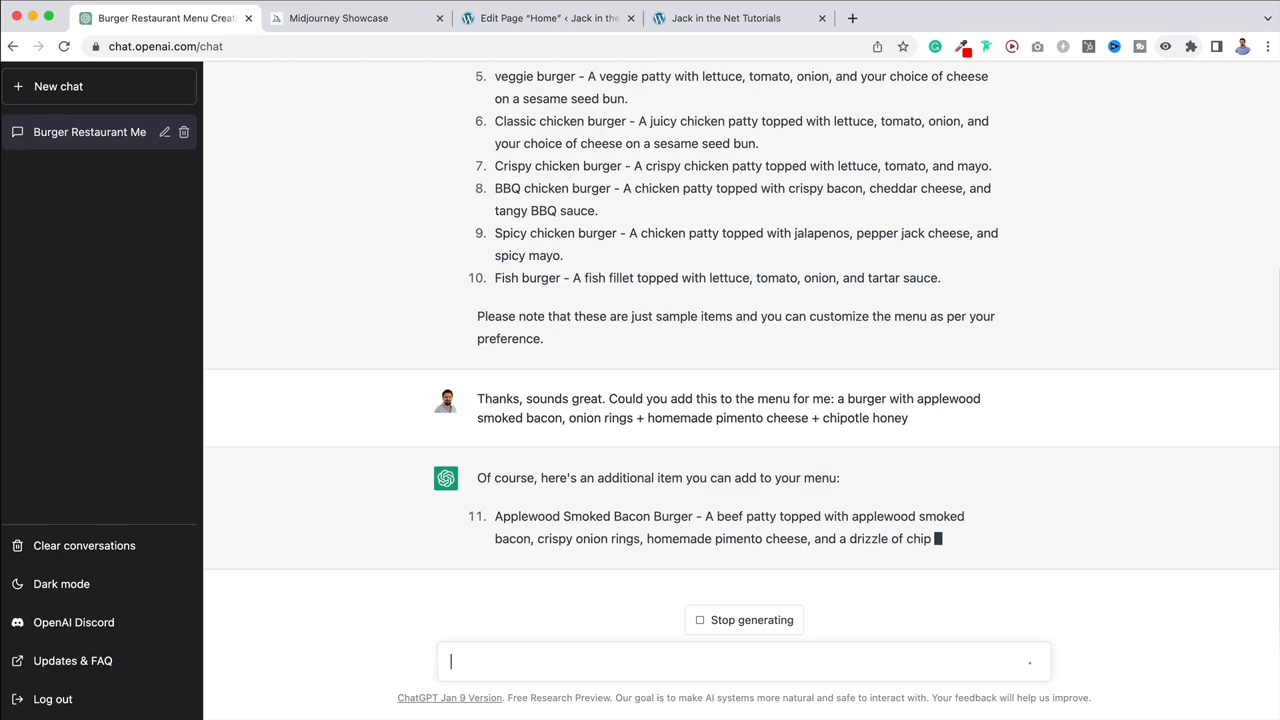 Burger Restaurant Menu Creati
Midjourney Showcase
Edit Page “Home” ‹ Jack in the
Jack in the Net Tutorials
chat.openai.com/chat
New chat
Burger Restaurant Me
5. veggie burger - A veggie patty with lettuce, tomato, onion, and your choice of cheese
on a sesame seed bun.
6. Classic chicken burger - A juicy chicken patty topped with lettuce, tomato, onion, and
your choice of cheese on a sesame seed bun.
7. Crispy chicken burger - A crispy chicken patty topped with lettuce, tomato, and mayo.
8. BBQ chicken burger - A chicken patty topped with crispy bacon, cheddar cheese, and
tangy BBQ sauce.
9. Spicy chicken burger - A chicken patty topped with jalapenos, pepper jack cheese, and
spicy mayo.
10. Fish burger - A fish fillet topped with lettuce, tomato, onion, and tartar sauce.
Please note that these are just sample items and you can customize the menu as per your
preference.
Thanks, sounds great. Could you add this to the menu for me: a burger with applewood
smoked bacon, onion rings + homemade pimento cheese + chipotle honey
Of course, here's an additional item you can add to your menu:
11. Applewood Smoked Bacon Burger - A beef patty topped with applewood smoked
bacon, crispy onion rings, homemade pimento cheese, and a drizzle of chip
Clear conversations
Dark mode
OpenAI Discord
Updates & FAQ
Log out
Stop generating
ChatGPT Jan 9 Version. Free Research Preview. Our goal is to make AI systems more natural and safe to interact with. Your feedback will help us improve.